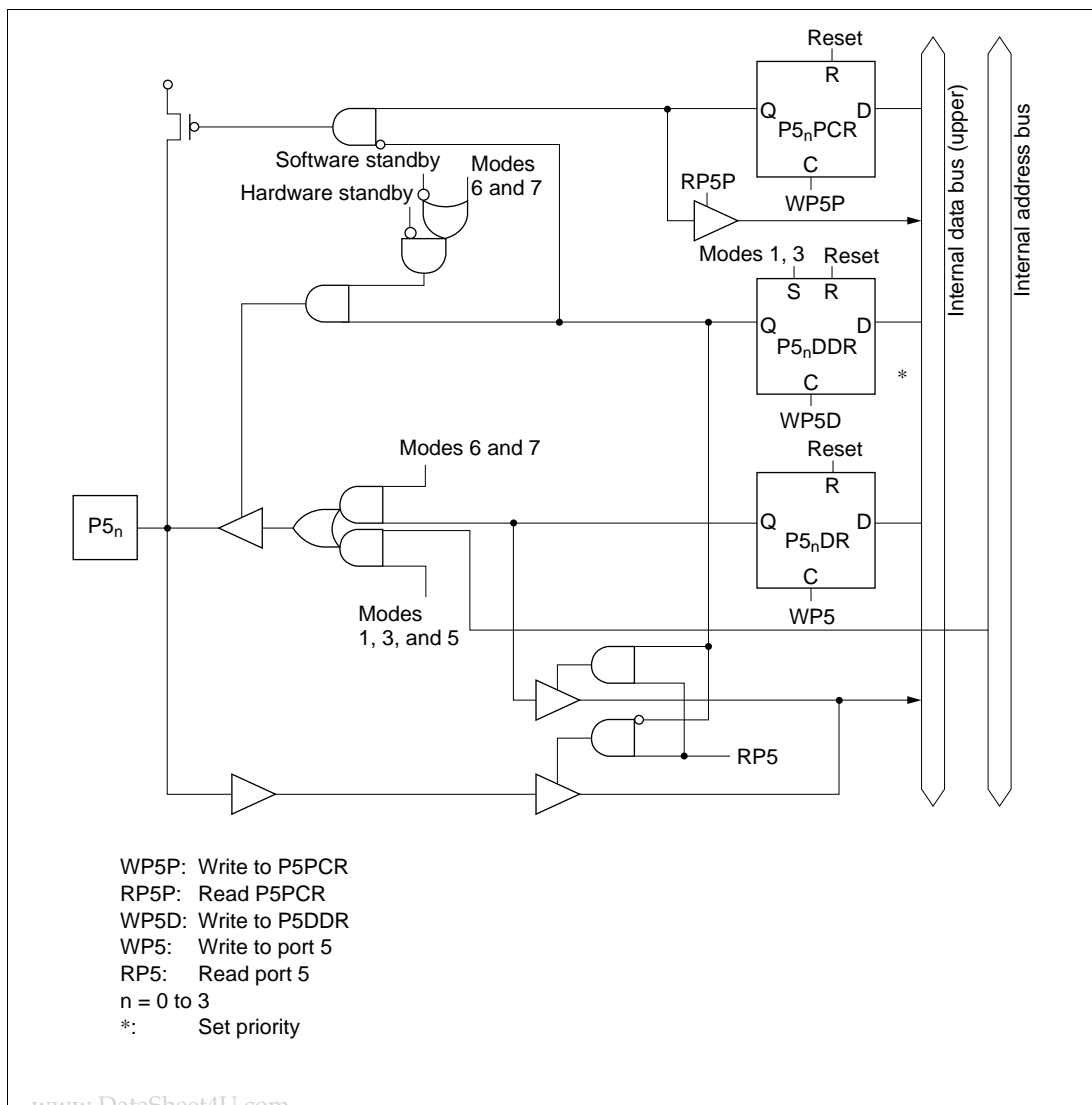 Reset
R
Q
D
P5nPCR
C
WP5P
Software standby
Hardware standby
Modes
6 and 7
RP5P
Modes 1, 3
Reset
S
R
Q
D
P5nDDR
C
*
WP5D
Reset
Modes 6 and 7
R
Q
D
P5n
P5nDR
C
WP5
Modes
1, 3, and 5
RP5
Internal data bus (upper)
Internal address bus
WP5P: Write to P5PCR
RP5P: Read P5PCR
WP5D: Write to P5DDR
WP5: Write to port 5
RP5: Read port 5
n = 0 to 3
*: Set priority
www.DataSheet4U.com